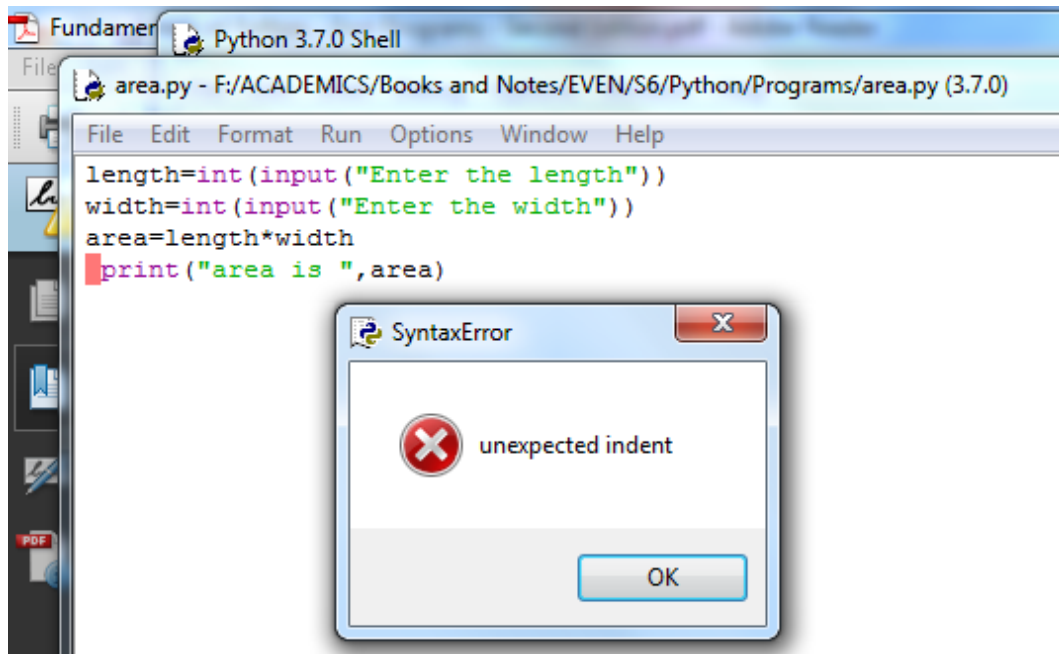 Fundamer
Python 3.7.0 Shell
File
area.py - F:/ACADEMICS/Books and Notes/EVEN/S6/Python/Programs/area.py (3.7.0)
File Edit Format Run Options Window Help
length=int(input("Enter the length"))
width=int(input("Enter the width"))
area=length*width
 print("area is ",area)
SyntaxError
unexpected indent
OK
PDF